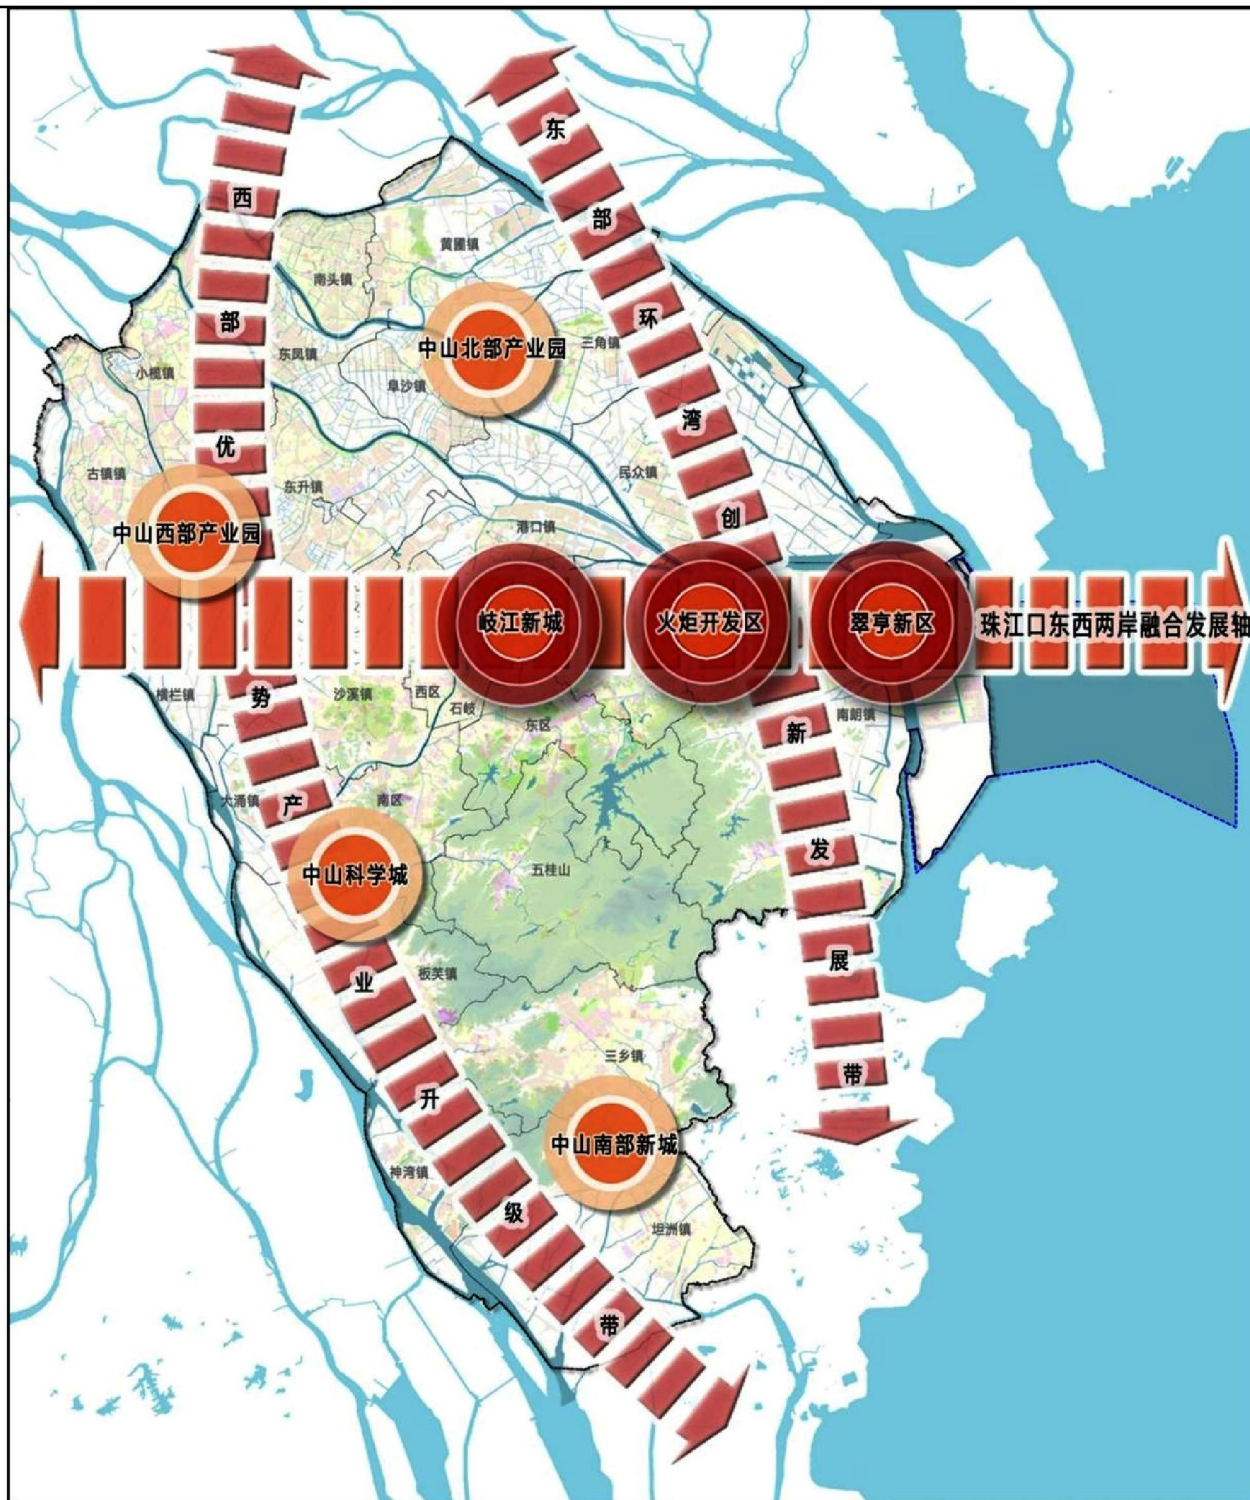 西部优势产业升级带
东部环湾创新发展带
黄圃镇
南头镇
中山北部产业园
三角镇
东凤镇
小榄镇
阜沙镇
古镇镇
民众镇
东升镇
港口镇
中山西部产业园
岐江新城
火炬开发区
翠亨新区
珠江口东西两岸融合发展轴
横栏镇
沙溪镇
西区
石岐
东区
南朗镇
大涌镇
南区
中山科学城
五桂山
板芙镇
三乡镇
中山南部新城
神湾镇
坦洲镇